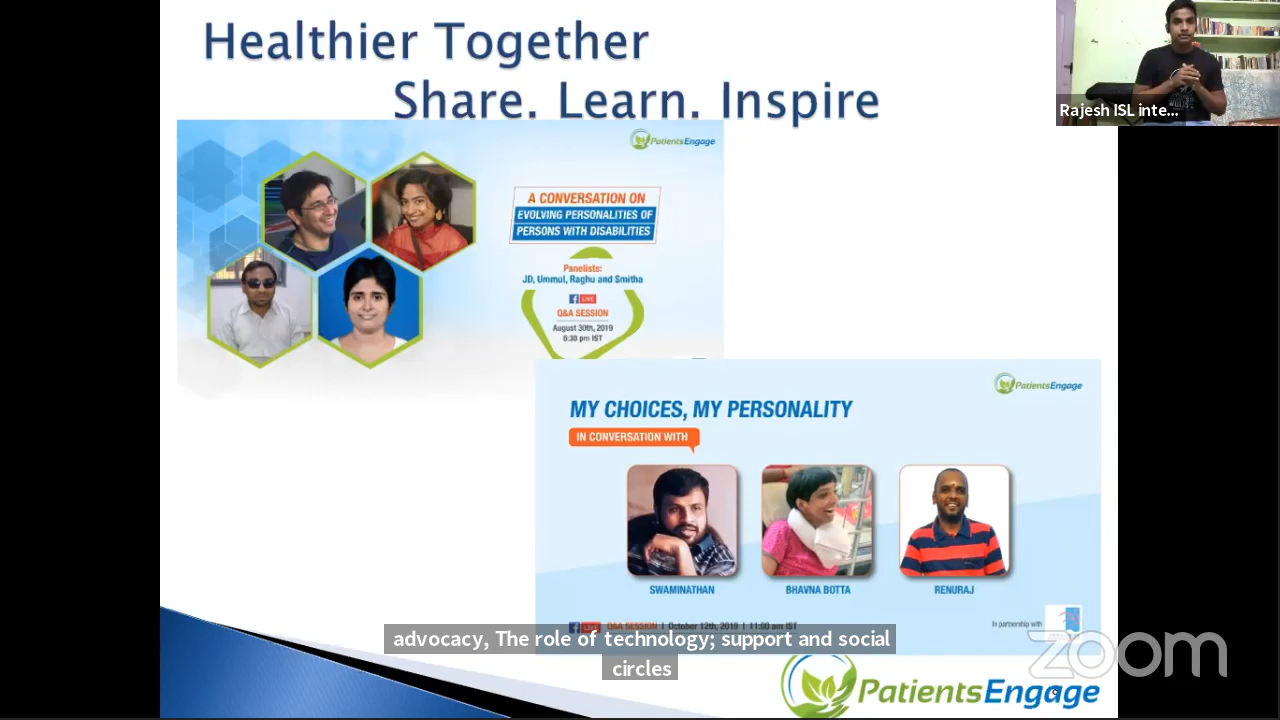 Healthier Together
Share. Learn. Inspire
Rajesh ISL inte...
PatientsEngage
A CONVERSATION ON
EVOLVING PERSONALITIES OF
PERSONS WITH DISABILITIES
Panelists:
JD, Ummul, Raghu and Smitha
LIVE
Q&A SESSION
August 30th, 2019
6:30 pm IST
PatientsEngage
MY CHOICES, MY PERSONALITY
IN CONVERSATION WITH
SWAMINATHAN
BHAVNA BOTTA
RENURAJ
LIVE Q&A SESSION | October 12th, 2019 | 11:00 am IST
In partnership with
advocacy, The role of technology; support and social
circles
zoom
PatientsEngage